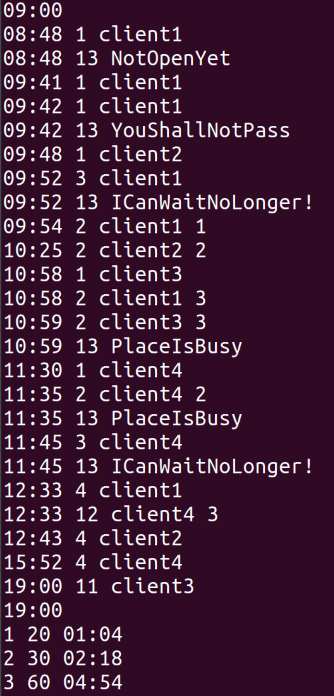 09:00
08:48 1 client1
08:48 13 NotOpenYet
09:41 1 client1
09:42 1 client1
09:42 13 YouShallNotPass
09:48 1 client2
09:52 3 client1
09:52 13 ICanWaitNoLonger!
09:54 2 client1 1
10:25 2 client2 2
10:58 1 client3
10:58 2 client1 3
10:59 2 client3 3
10:59 13 PlaceIsBusy
11:30 1 client4
11:35 2 client4 2
11:35 13 PlaceIsBusy
11:45 3 client4
11:45 13 ICanWaitNoLonger!
12:33 4 client1
12:33 12 client4 3
12:43 4 client2
15:52 4 client4
19:00 11 client3
19:00
1 20 01:04
2 30 02:18
3 60 04:54